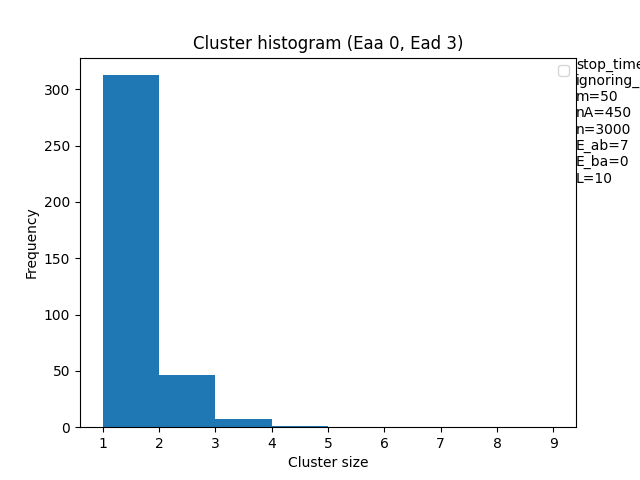 Cluster histogram (Eaa 0, Ead 3)
stop_time
ignoring_
m=50
nA=450
n=3000
E_ab=7
E_ba=0
L=10
300
250
200
150
100
50
0
Frequency
1 2 3 4 5 6 7 8 9
Cluster size